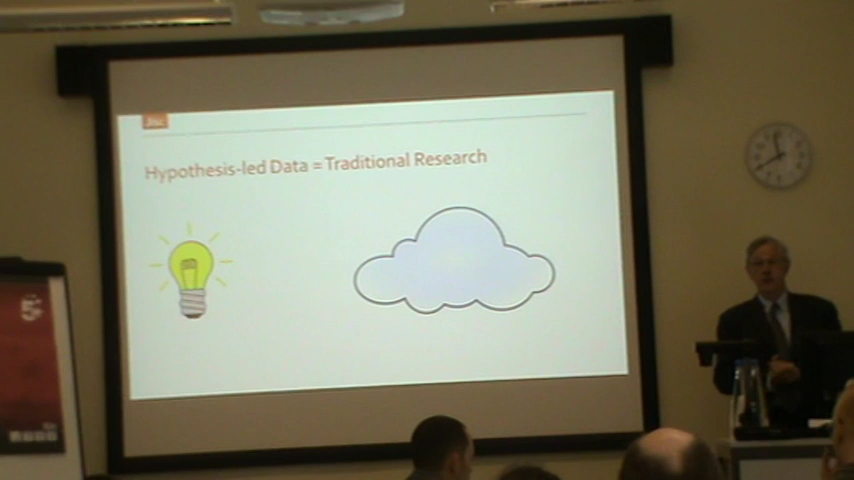 Hypothesis-led Data = Traditional Research